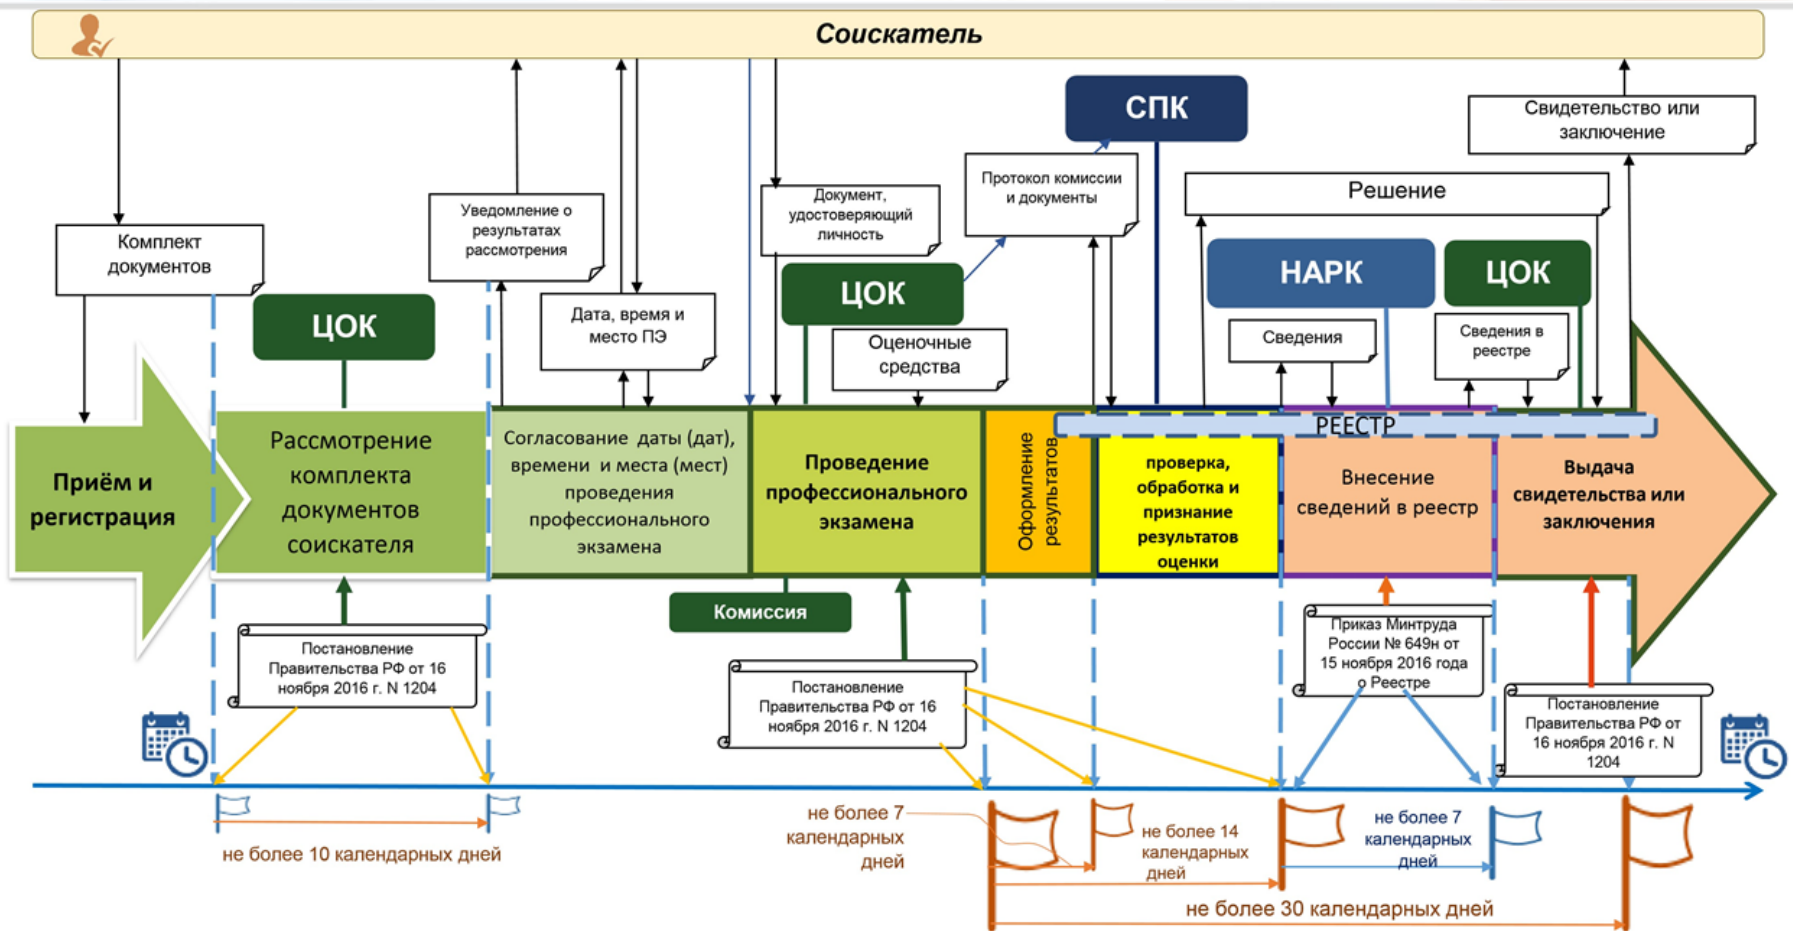 Соискатель
СПК
Свидетельство или
заключение
Протокол комиссии
и документы
Решение
Документ,
удостоверяющий
личность
Уведомление о
результатах
рассмотрения
Комплект
документов
ЦОК
НАРК
ЦОК
ЦОК
Дата, время и
место ПЭ
Оценочные
средства
Сведения
Сведения в
реестре
РЕЕСТР
Приём и
регистрация
Рассмотрение
комплекта
документов
соискателя
Согласование даты (дат),
времени и места (мест)
проведения
профессионального
экзамена
Проведение
профессионального
экзамена
Оформление
результатов
проверка,
обработка и
признание
результатов
оценки
Внесение
сведений в реестр
Выдача
свидетельства или
заключения
Комиссия
Постановление
Правительства РФ от 16
ноября 2016 г. N 1204
Постановление
Правительства РФ от 16
ноября 2016 г. N 1204
Приказ Минтруда
России № 649н от
15 ноября 2016 года
о Реестре
Постановление
Правительства РФ от
16 ноября 2016 г. N
1204
не более 10 календарных дней
не более 7
календарных
дней
не более 14
календарных
дней
не более 7
календарных
дней
не более 30 календарных дней